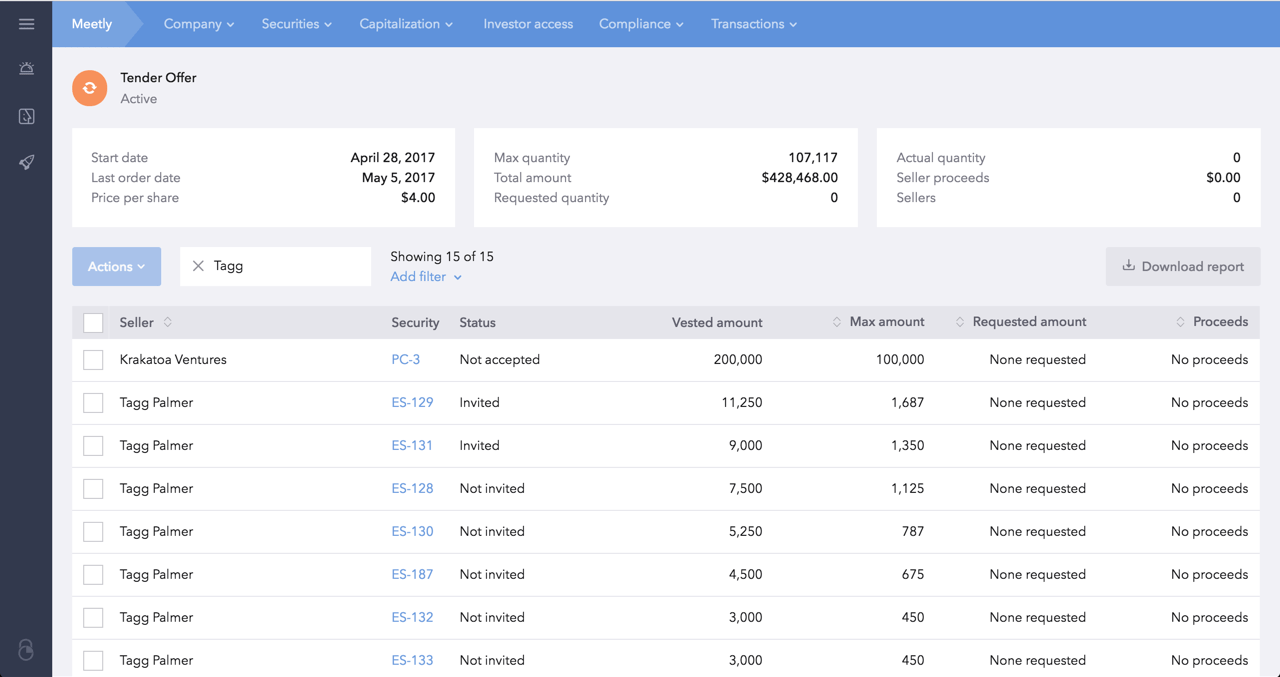 Meetly Company Securities Capitalization Investor access Compliance Transactions
Tender Offer
Active
Start date April 28, 2017
Last order date May 5, 2017
Price per share $4.00
Max quantity 107,117
Total amount $428,468.00
Requested quantity 0
Actual quantity 0
Seller proceeds $0.00
Sellers 0
Actions Tagg
Showing 15 of 15
Add filter
Download report
Seller Security Status Vested amount Max amount Requested amount Proceeds
Krakatoa Ventures PC-3 Not accepted 200,000 100,000 None requested No proceeds
Tagg Palmer ES-129 Invited 11,250 1,687 None requested No proceeds
Tagg Palmer ES-131 Invited 9,000 1,350 None requested No proceeds
Tagg Palmer ES-128 Not invited 7,500 1,125 None requested No proceeds
Tagg Palmer ES-130 Not invited 5,250 787 None requested No proceeds
Tagg Palmer ES-187 Not invited 4,500 675 None requested No proceeds
Tagg Palmer ES-132 Not invited 3,000 450 None requested No proceeds
Tagg Palmer ES-133 Not invited 3,000 450 None requested No proceeds